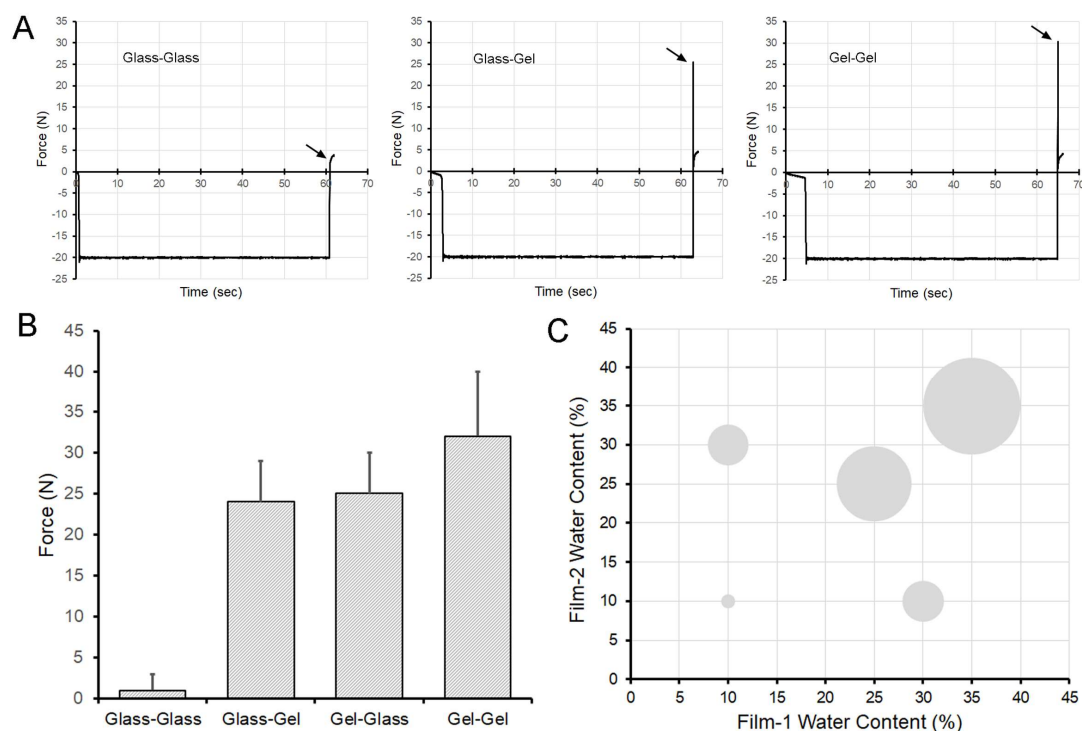 A
Glass-Glass
Force (N)
35
30
25
20
15
10
5
0
-5
-10
-15
-20
-25
0 10 20 30 40 50 60 70
Time (sec)
Glass-Gel
Force (N)
35
30
25
20
15
10
5
0
-5
-10
-15
-20
-25
0 10 20 30 40 50 60 70
Time (sec)
Gel-Gel
Force (N)
35
30
25
20
15
10
5
0
-5
-10
-15
-20
-25
0 10 20 30 40 50 60 70
Time (sec)
B
Force (N)
45
40
35
30
25
20
15
10
5
0
Glass-Glass Glass-Gel Gel-Glass Gel-Gel
C
Film-2 Water Content (%)
45
40
35
30
25
20
15
10
5
0
0 5 10 15 20 25 30 35 40 45
Film-1 Water Content (%)